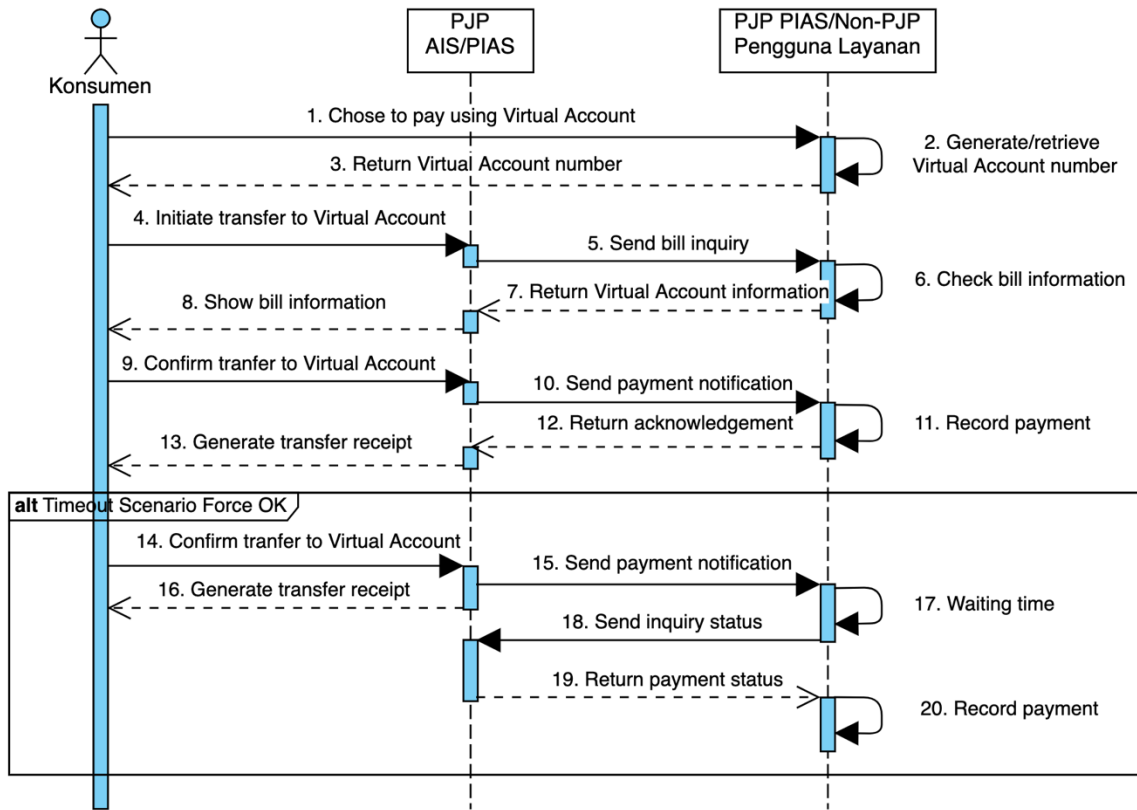 PJP
AIS/PIAS
PJP PIAS/Non-PJP
Pengguna Layanan
Konsumen
1. Chose to pay using Virtual Account
2. Generate/retrieve
Virtual Account number
3. Return Virtual Account number
4. Initiate transfer to Virtual Account
5. Send bill inquiry
6. Check bill information
7. Return Virtual Account information
8. Show bill information
9. Confirm tranfer to Virtual Account
10. Send payment notification
11. Record payment
12. Return acknowledgement
13. Generate transfer receipt
alt Timeout Scenario Force OK
14. Confirm tranfer to Virtual Account
15. Send payment notification
16. Generate transfer receipt
17. Waiting time
18. Send inquiry status
19. Return payment status
20. Record payment